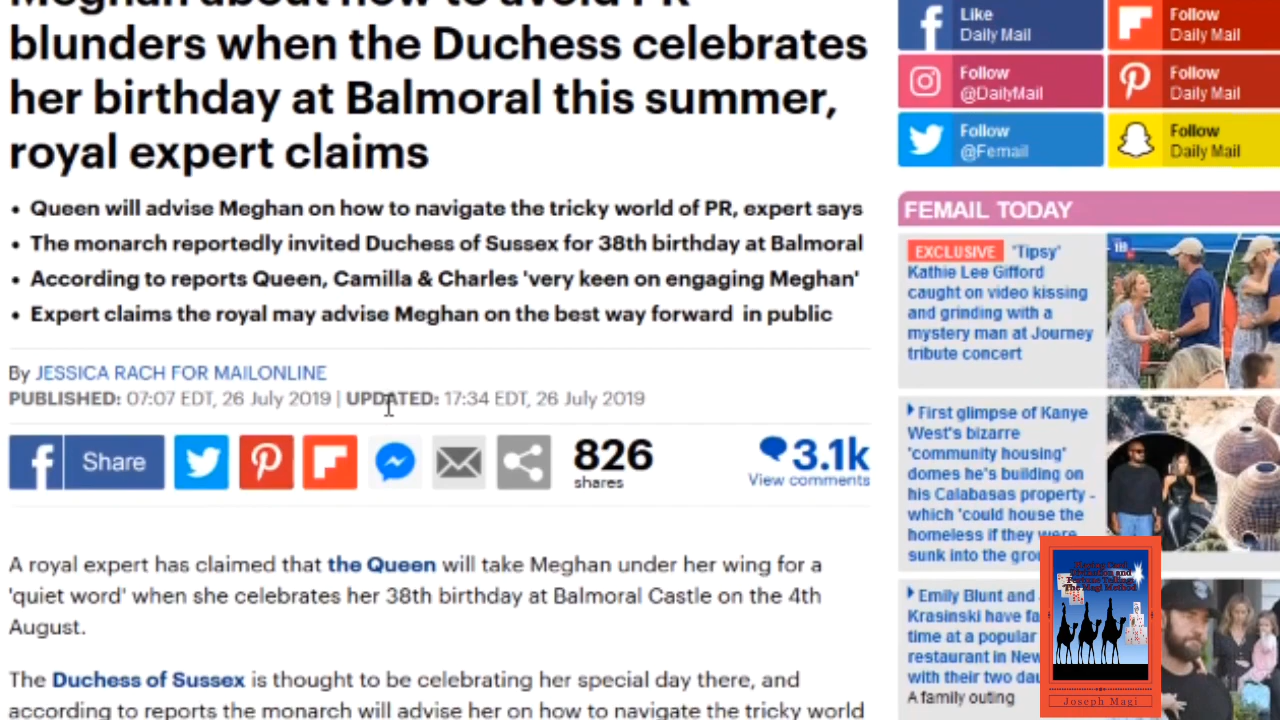 Meghan about how to avoid PR
blunders when the Duchess celebrates
her birthday at Balmoral this summer,
royal expert claims
• Queen will advise Meghan on how to navigate the tricky world of PR, expert says
• The monarch reportedly invited Duchess of Sussex for 38th birthday at Balmoral
• According to reports Queen, Camilla & Charles 'very keen on engaging Meghan'
• Expert claims the royal may advise Meghan on the best way forward in public
By JESSICA RACH FOR MAILONLINE
PUBLISHED: 07:07 EDT, 26 July 2019 | UPDATED: 17:34 EDT, 26 July 2019
Share
826
shares
3.1k
View comments
A royal expert has claimed that the Queen will take Meghan under her wing for a
'quiet word' when she celebrates her 38th birthday at Balmoral Castle on the 4th
August.
The Duchess of Sussex is thought to be celebrating her special day there, and
according to reports the monarch will advise her on how to navigate the tricky world
Like
Daily Mail
Follow
Daily Mail
Follow
@DailyMail
Follow
Daily Mail
Follow
@Femail
Follow
Daily Mail
FEMAIL TODAY
EXCLUSIVE 'Tipsy'
Kathie Lee Gifford
caught on video kissing
and grinding with a
mystery man at Journey
tribute concert
First glimpse of Kanye
West's bizarre
'community housing'
domes he's building on
his Calabasas property -
which 'could house the
homeless if they were
sunk into the
Emily Blunt and
Krasinski have
time at a popular
restaurant in New
with their two
A family outing
Joseph Magi